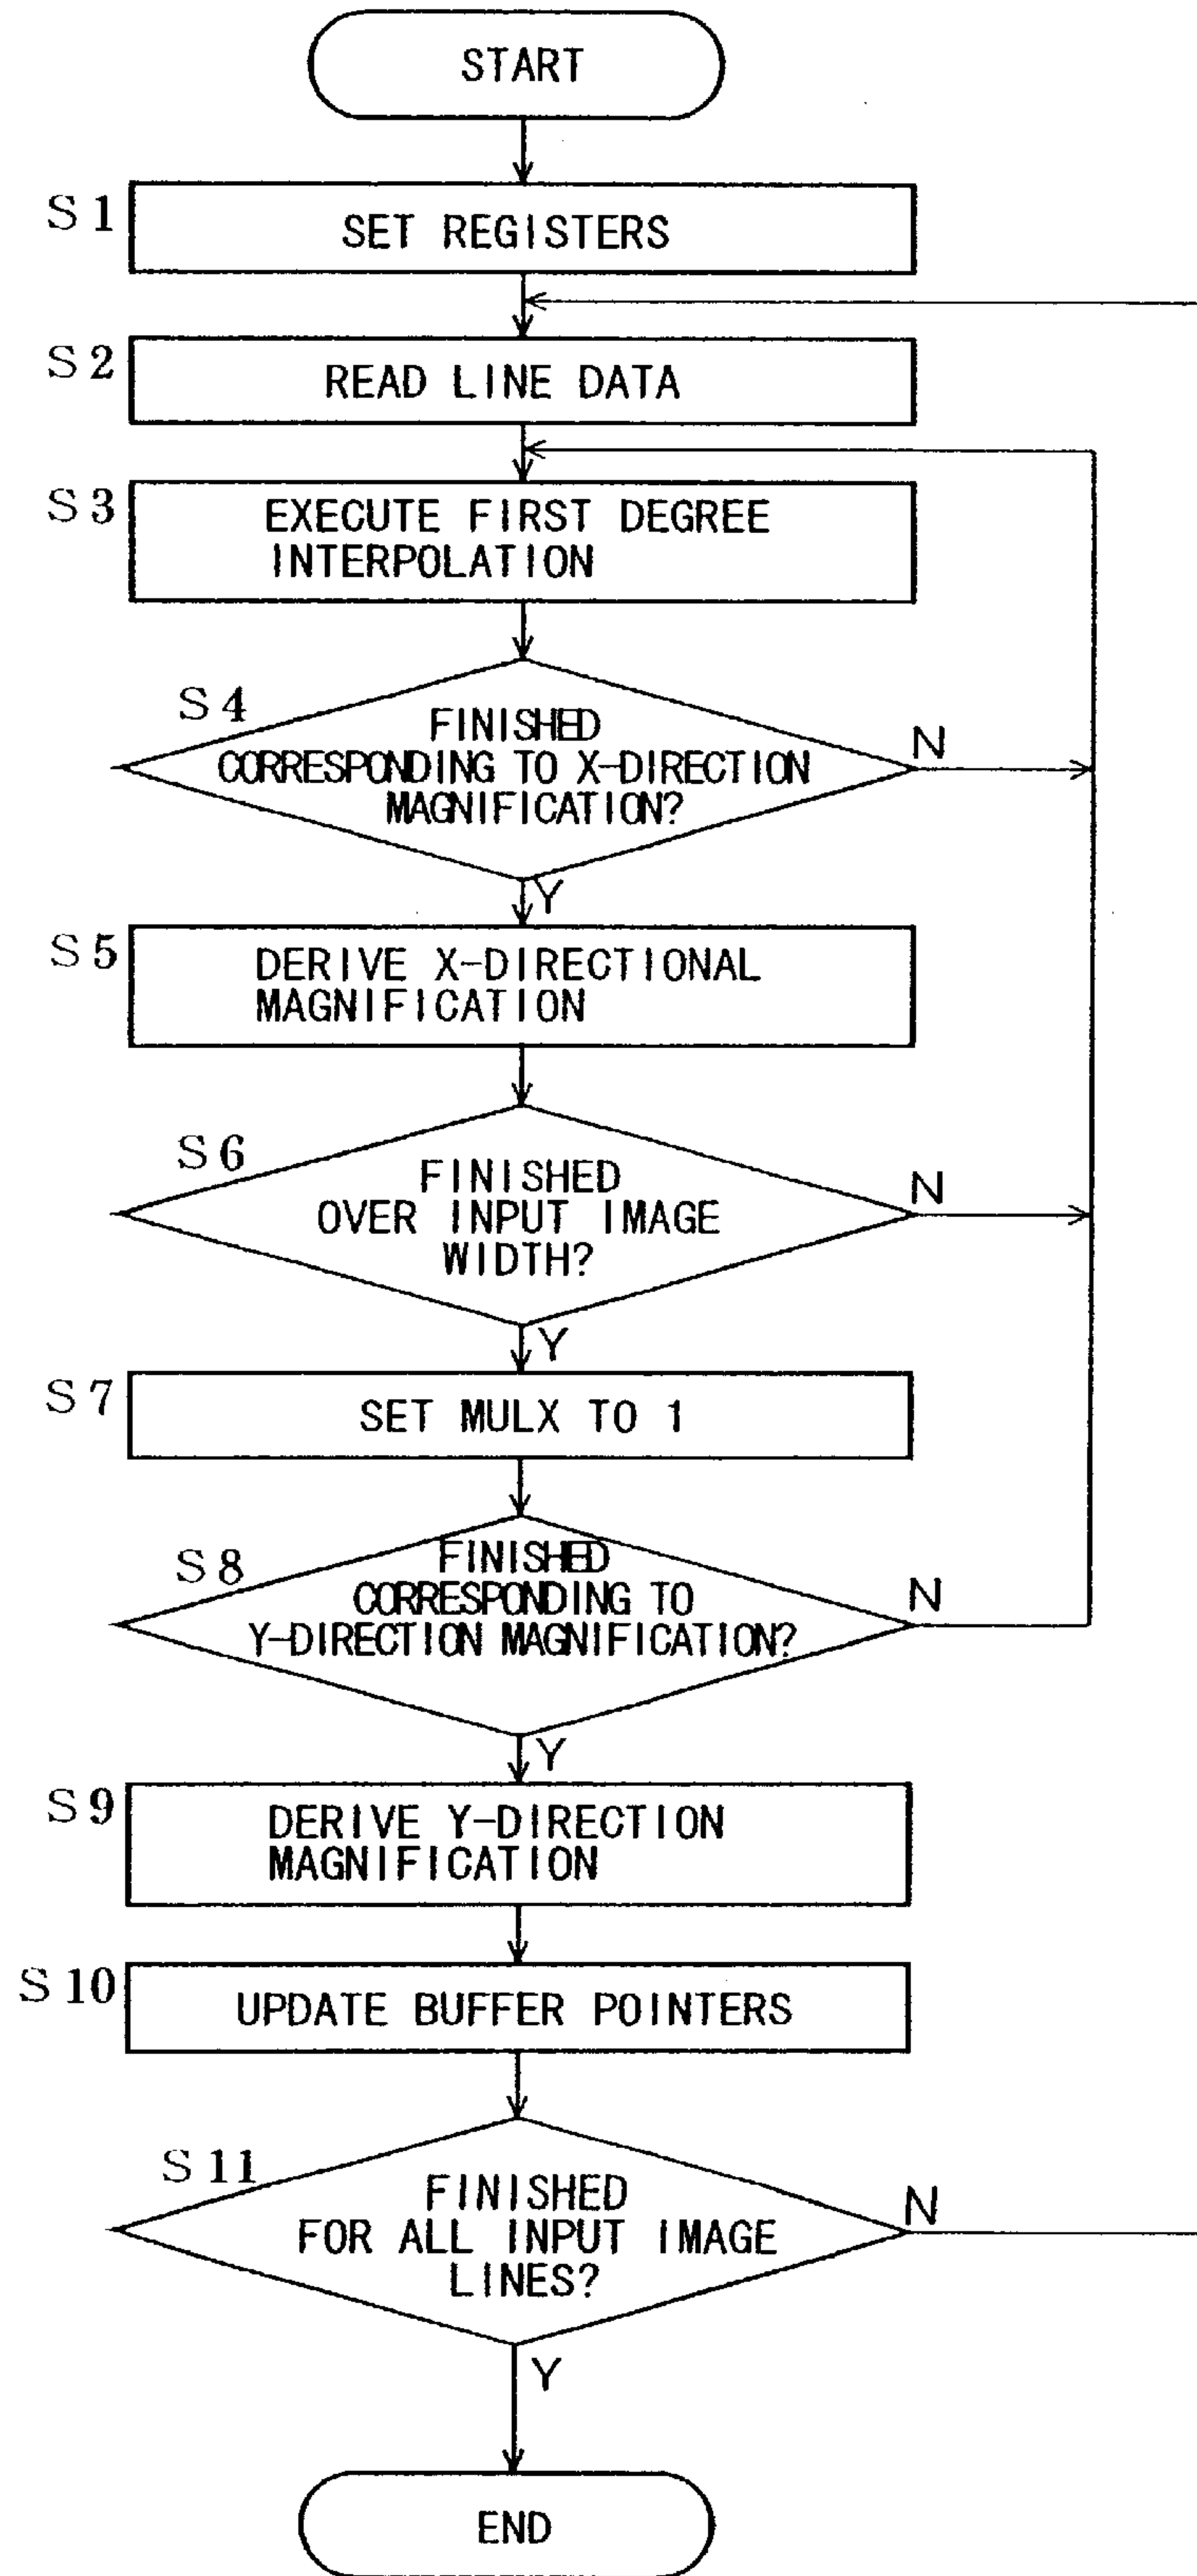 START
S1
SET REGISTERS
S2
READ LINE DATA
S3
EXECUTE FIRST DEGREE
INTERPOLATION
S4
FINISHED
CORRESPONDING TO X-DIRECTION
MAGNIFICATION?
N
Y
S5
DERIVE X-DIRECTIONAL
MAGNIFICATION
S6
FINISHED
OVER INPUT IMAGE
WIDTH?
N
Y
S7
SET MULX TO 1
S8
FINISHED
CORRESPONDING TO
Y-DIRECTION MAGNIFICATION?
N
Y
S9
DERIVE Y-DIRECTION
MAGNIFICATION
S10
UPDATE BUFFER POINTERS
S11
FINISHED
FOR ALL INPUT IMAGE
LINES?
N
Y
END